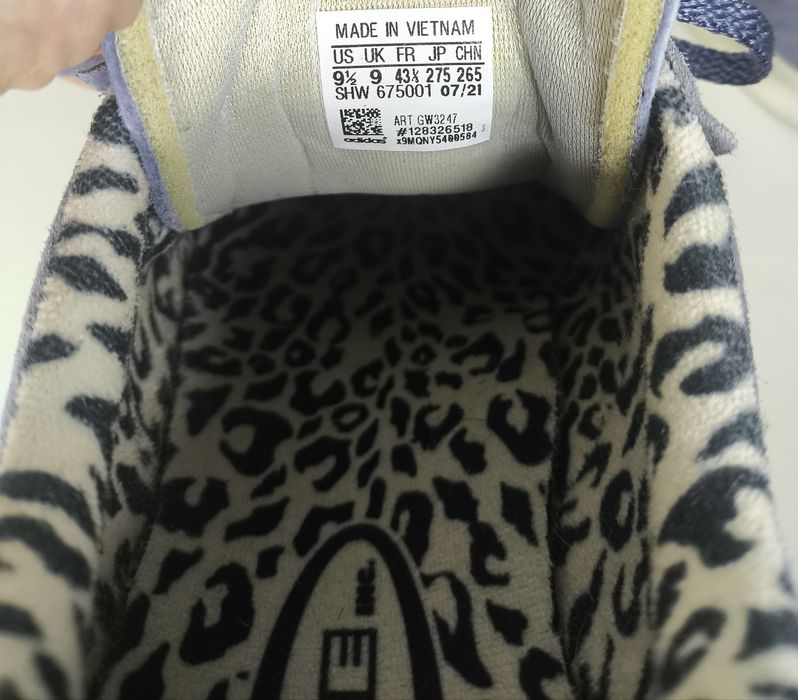 MADE IN VIETNAM
US UK FR JP CHN
9½ 9 43⅓ 275 265
SHW 675001 07/21
ART GW3247
#128326518
adidas x9MQNY5400584
INC.